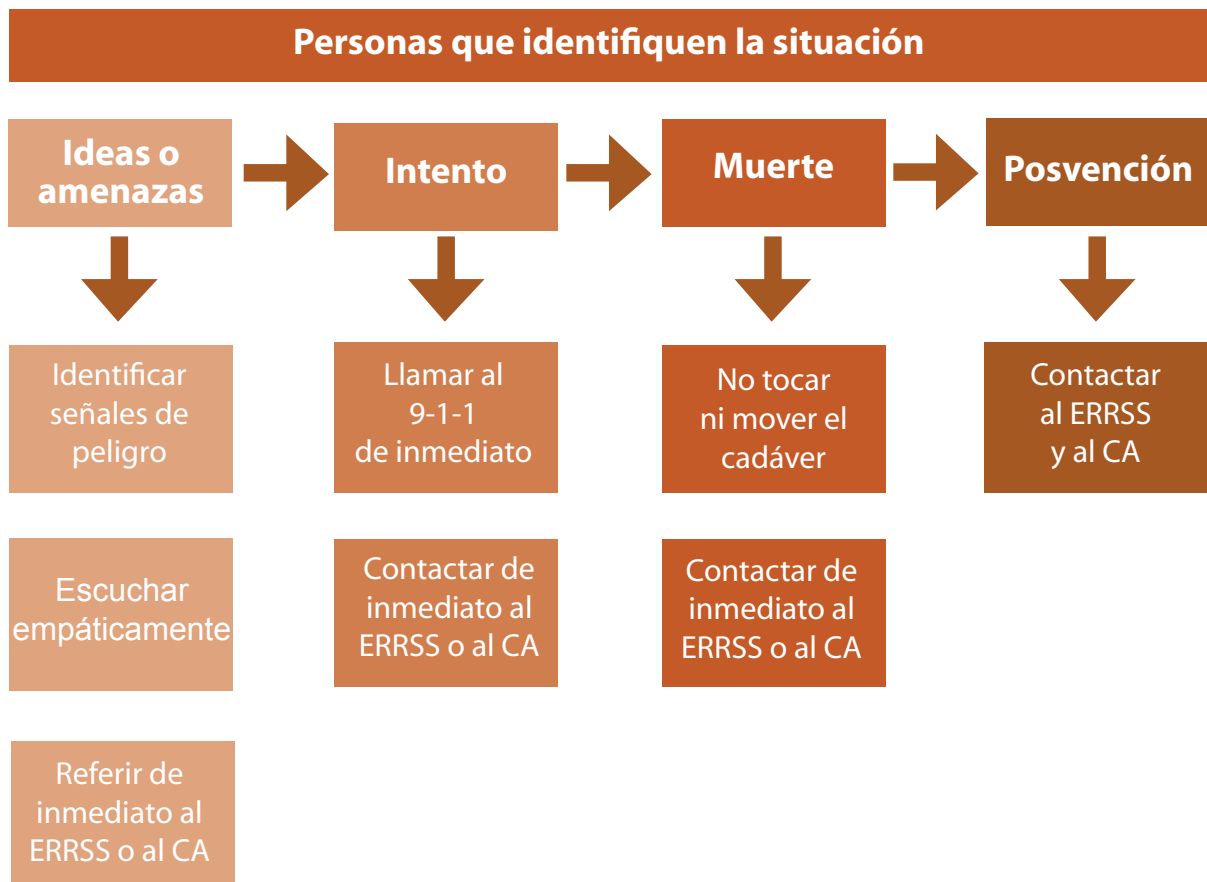 Personas que identifiquen la situación
Ideas o
amenazas
Intento
Muerte
Posvención
Identificar
señales de
peligro
Llamar al
9-1-1
de inmediato
No tocar
ni mover el
cadáver
Contactar
al ERRSS
y al CA
Escuchar
empáticamente
Contactar de
inmediato al
ERRSS o al CA
Contactar de
inmediato al
ERRSS o al CA
Referir de
inmediato al
ERRSS o al CA